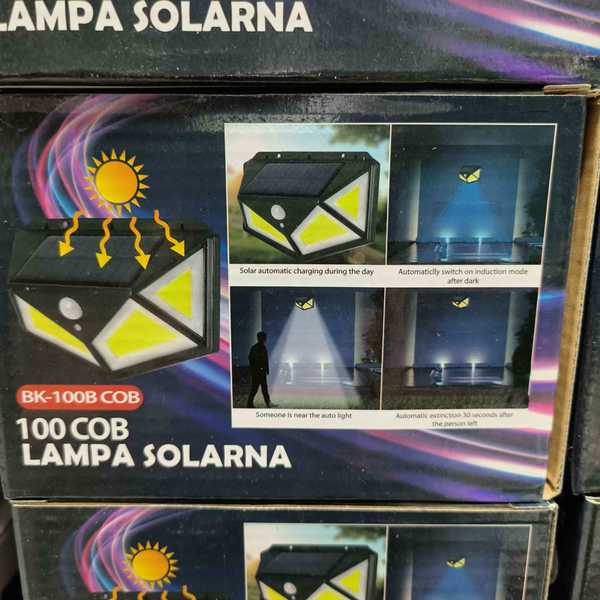 LAMPA SOLARNA
Solar automatic charging during the day
Automaticlly switch on induction mode
after dark
Someone is near the auto light
Automatic extinction 30 seconds after
the person left
BK-100B COB
100 COB
LAMPA SOLARNA